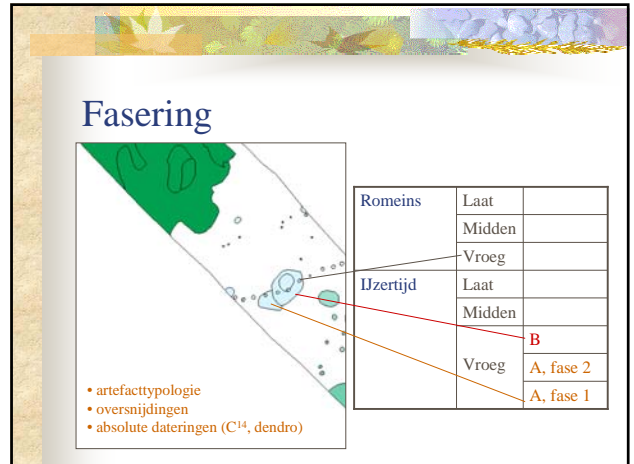 Fasering
Romeins Laat
Midden
Vroeg
IJzertijd Laat
Midden
Vroeg B
A, fase 2
A, fase 1
• artefacttypologie
• oversnijdingen
• absolute dateringen (C¹⁴, dendro)